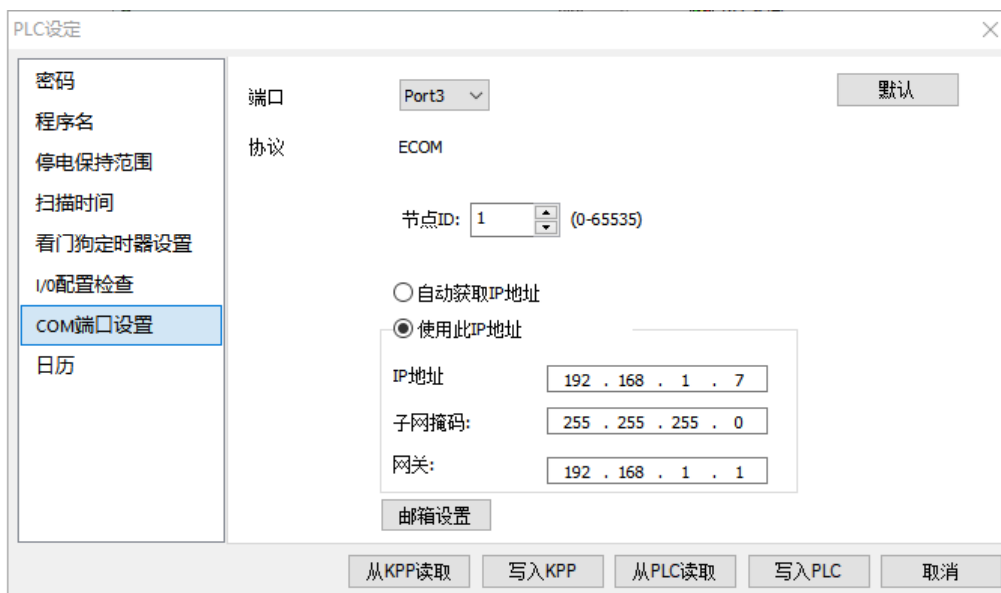 PLC设定
密码
程序名
停电保持范围
扫描时间
看门狗定时器设置
I/0配置检查
COM端口设置
日历
端口 Port3 默认
协议 ECOM
节点ID: 1 (0-65535)
自动获取IP地址
使用此IP地址
IP地址 192 . 168 . 1 . 7
子网掩码: 255 . 255 . 255 . 0
网关: 192 . 168 . 1 . 1
邮箱设置
从KPP读取 写入KPP 从PLC读取 写入PLC 取消